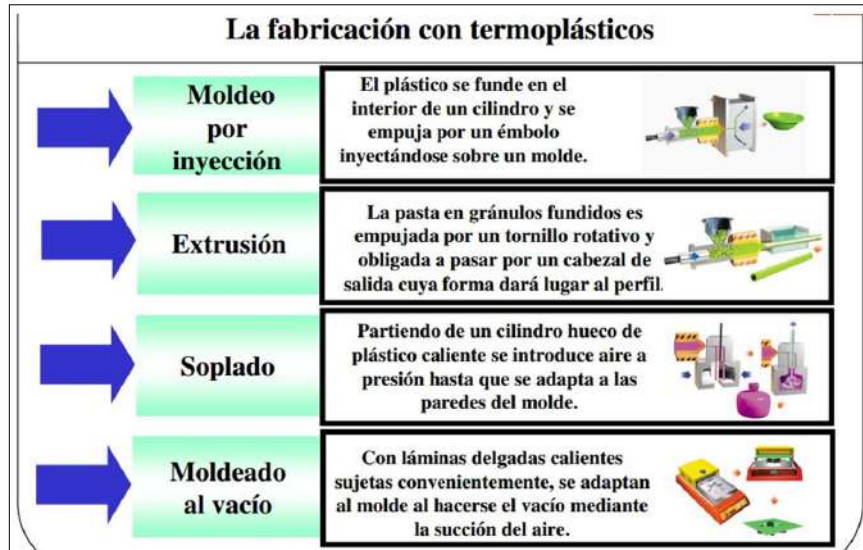 La fabricación con termoplásticos
Moldeo
por
inyección
El plástico se funde en el
interior de un cilindro y se
empuja por un émbolo
inyectándose sobre un molde.
Extrusión
La pasta en gránulos fundidos es
empujada por un tornillo rotativo y
obligada a pasar por un cabezal de
salida cuya forma dará lugar al perfil.
Soplado
Partiendo de un cilindro hueco de
plástico caliente se introduce aire a
presión hasta que se adapta a las
paredes del molde.
Moldeado
al vacío
Con láminas delgadas calientes
sujetas convenientemente, se adaptan
al molde al hacerse el vacío mediante
la succión del aire.